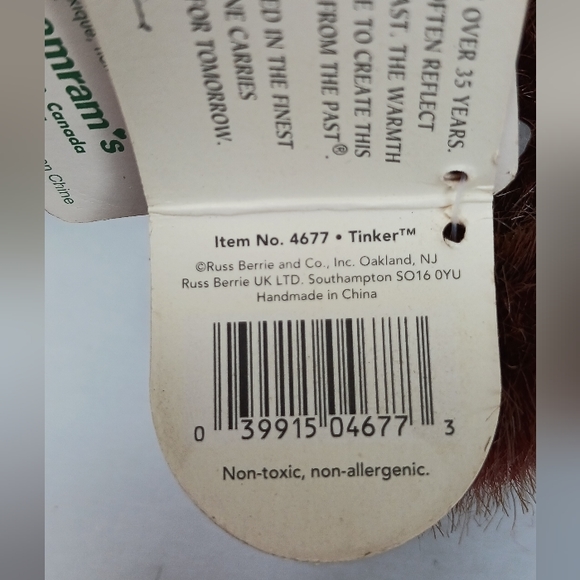 OVER 35 YEARS.
OFTEN REFLECT
AST. THE WARMTH
E TO CREATE THIS
FROM THE PAST®.
ED IN THE FINEST
NE CARRIES
FOR TOMORROW.
omram's
Canada
Chine
Item No. 4677 • Tinker™
©Russ Berrie and Co., Inc. Oakland, NJ
Russ Berrie UK LTD. Southampton SO16 0YU
Handmade in China
0 39915 04677 3
Non-toxic, non-allergenic.